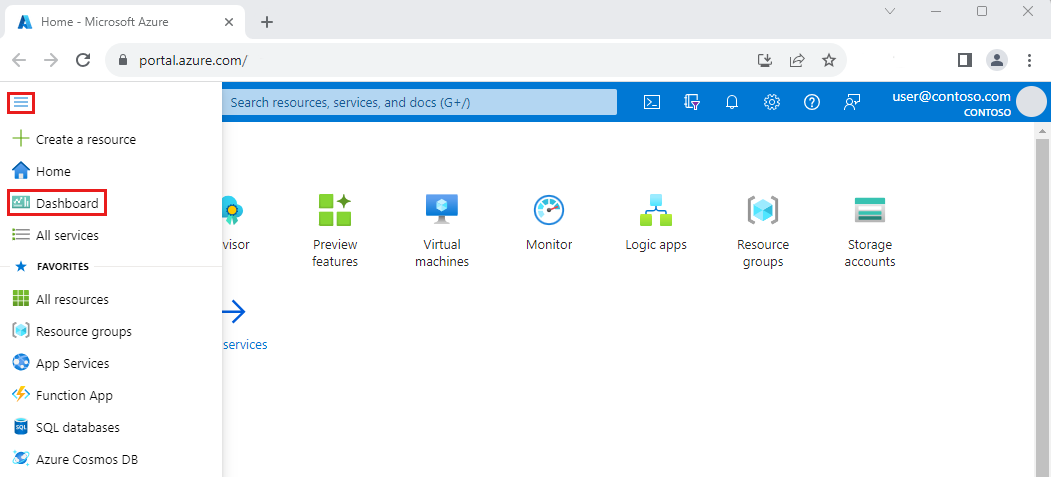 Home - Microsoft Azure
portal.azure.com/
Search resources, services, and docs (G+/)
user@contoso.com
CONTOSO
Create a resource
Home
Dashboard
All services
FAVORITES
All resources
Resource groups
App Services
Function App
SQL databases
Azure Cosmos DB
visor
Preview
features
Virtual
machines
Monitor
Logic apps
Resource
groups
Storage
accounts
services